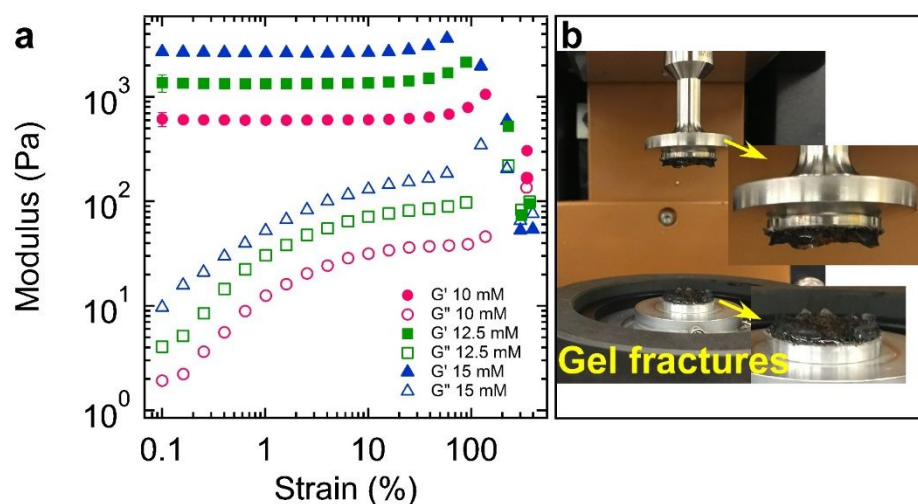 a
Modulus (Pa)
10³
10²
10¹
10⁰
G' 10 mM
G" 10 mM
G' 12.5 mM
G" 12.5 mM
G' 15 mM
G" 15 mM
0.1 1 10 100
Strain (%)
b
Gel fractures